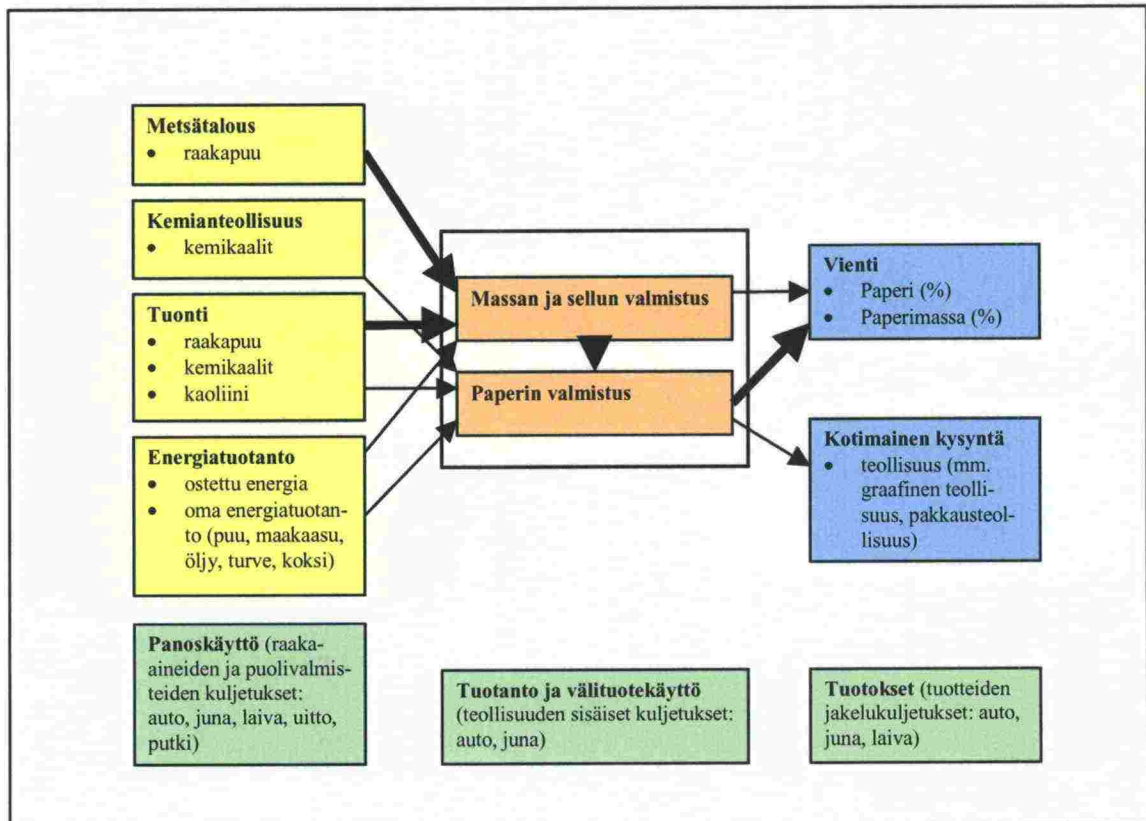 Metsätalous
• raakapuu
Kemianteollisuus
• kemikaalit
Tuonti
• raakapuu
• kemikaalit
• kaoliini
Energiatuotanto
• ostettu energia
• oma energiatuotan-
to (puu, maakaasu,
öljy, turve, koksi)
Massan ja sellun valmistus
Paperin valmistus
Vienti
• Paperi (%)
• Paperimassa (%)
Kotimainen kysyntä
• teollisuus (mm.
graafinen teolli-
suus, pakkausteol-
lisuus)
Panoskäyttö (raaka-
aineiden ja puolivalmis-
teiden kuljetukset:
auto, juna, laiva, uitto,
putki)
Tuotanto ja välituotekäyttö
(teollisuuden sisäiset kuljetukset:
auto, juna)
Tuotokset (tuotteiden
jakelukuljetukset: auto,
juna, laiva)